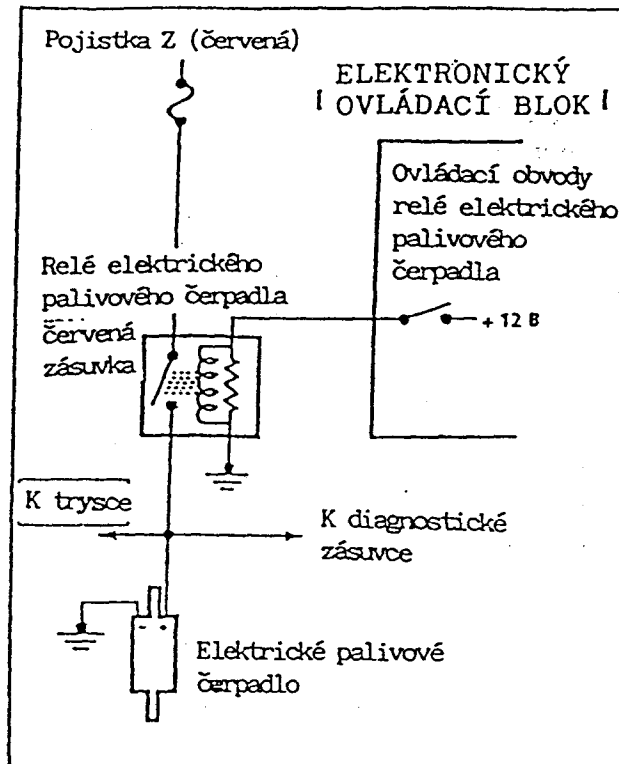 Pojistka Z (červená)
ELEKTRONICKÝ
OVLÁDACÍ BLOK
Ovládací obvody
relé elektrického
palivového
čerpadla
+ 12 B
Relé elektrického
palivového čerpadla
červená
zásuvka
K trysce
K diagnostické
zásuvce
- +
Elektrické palivové
čerpadlo